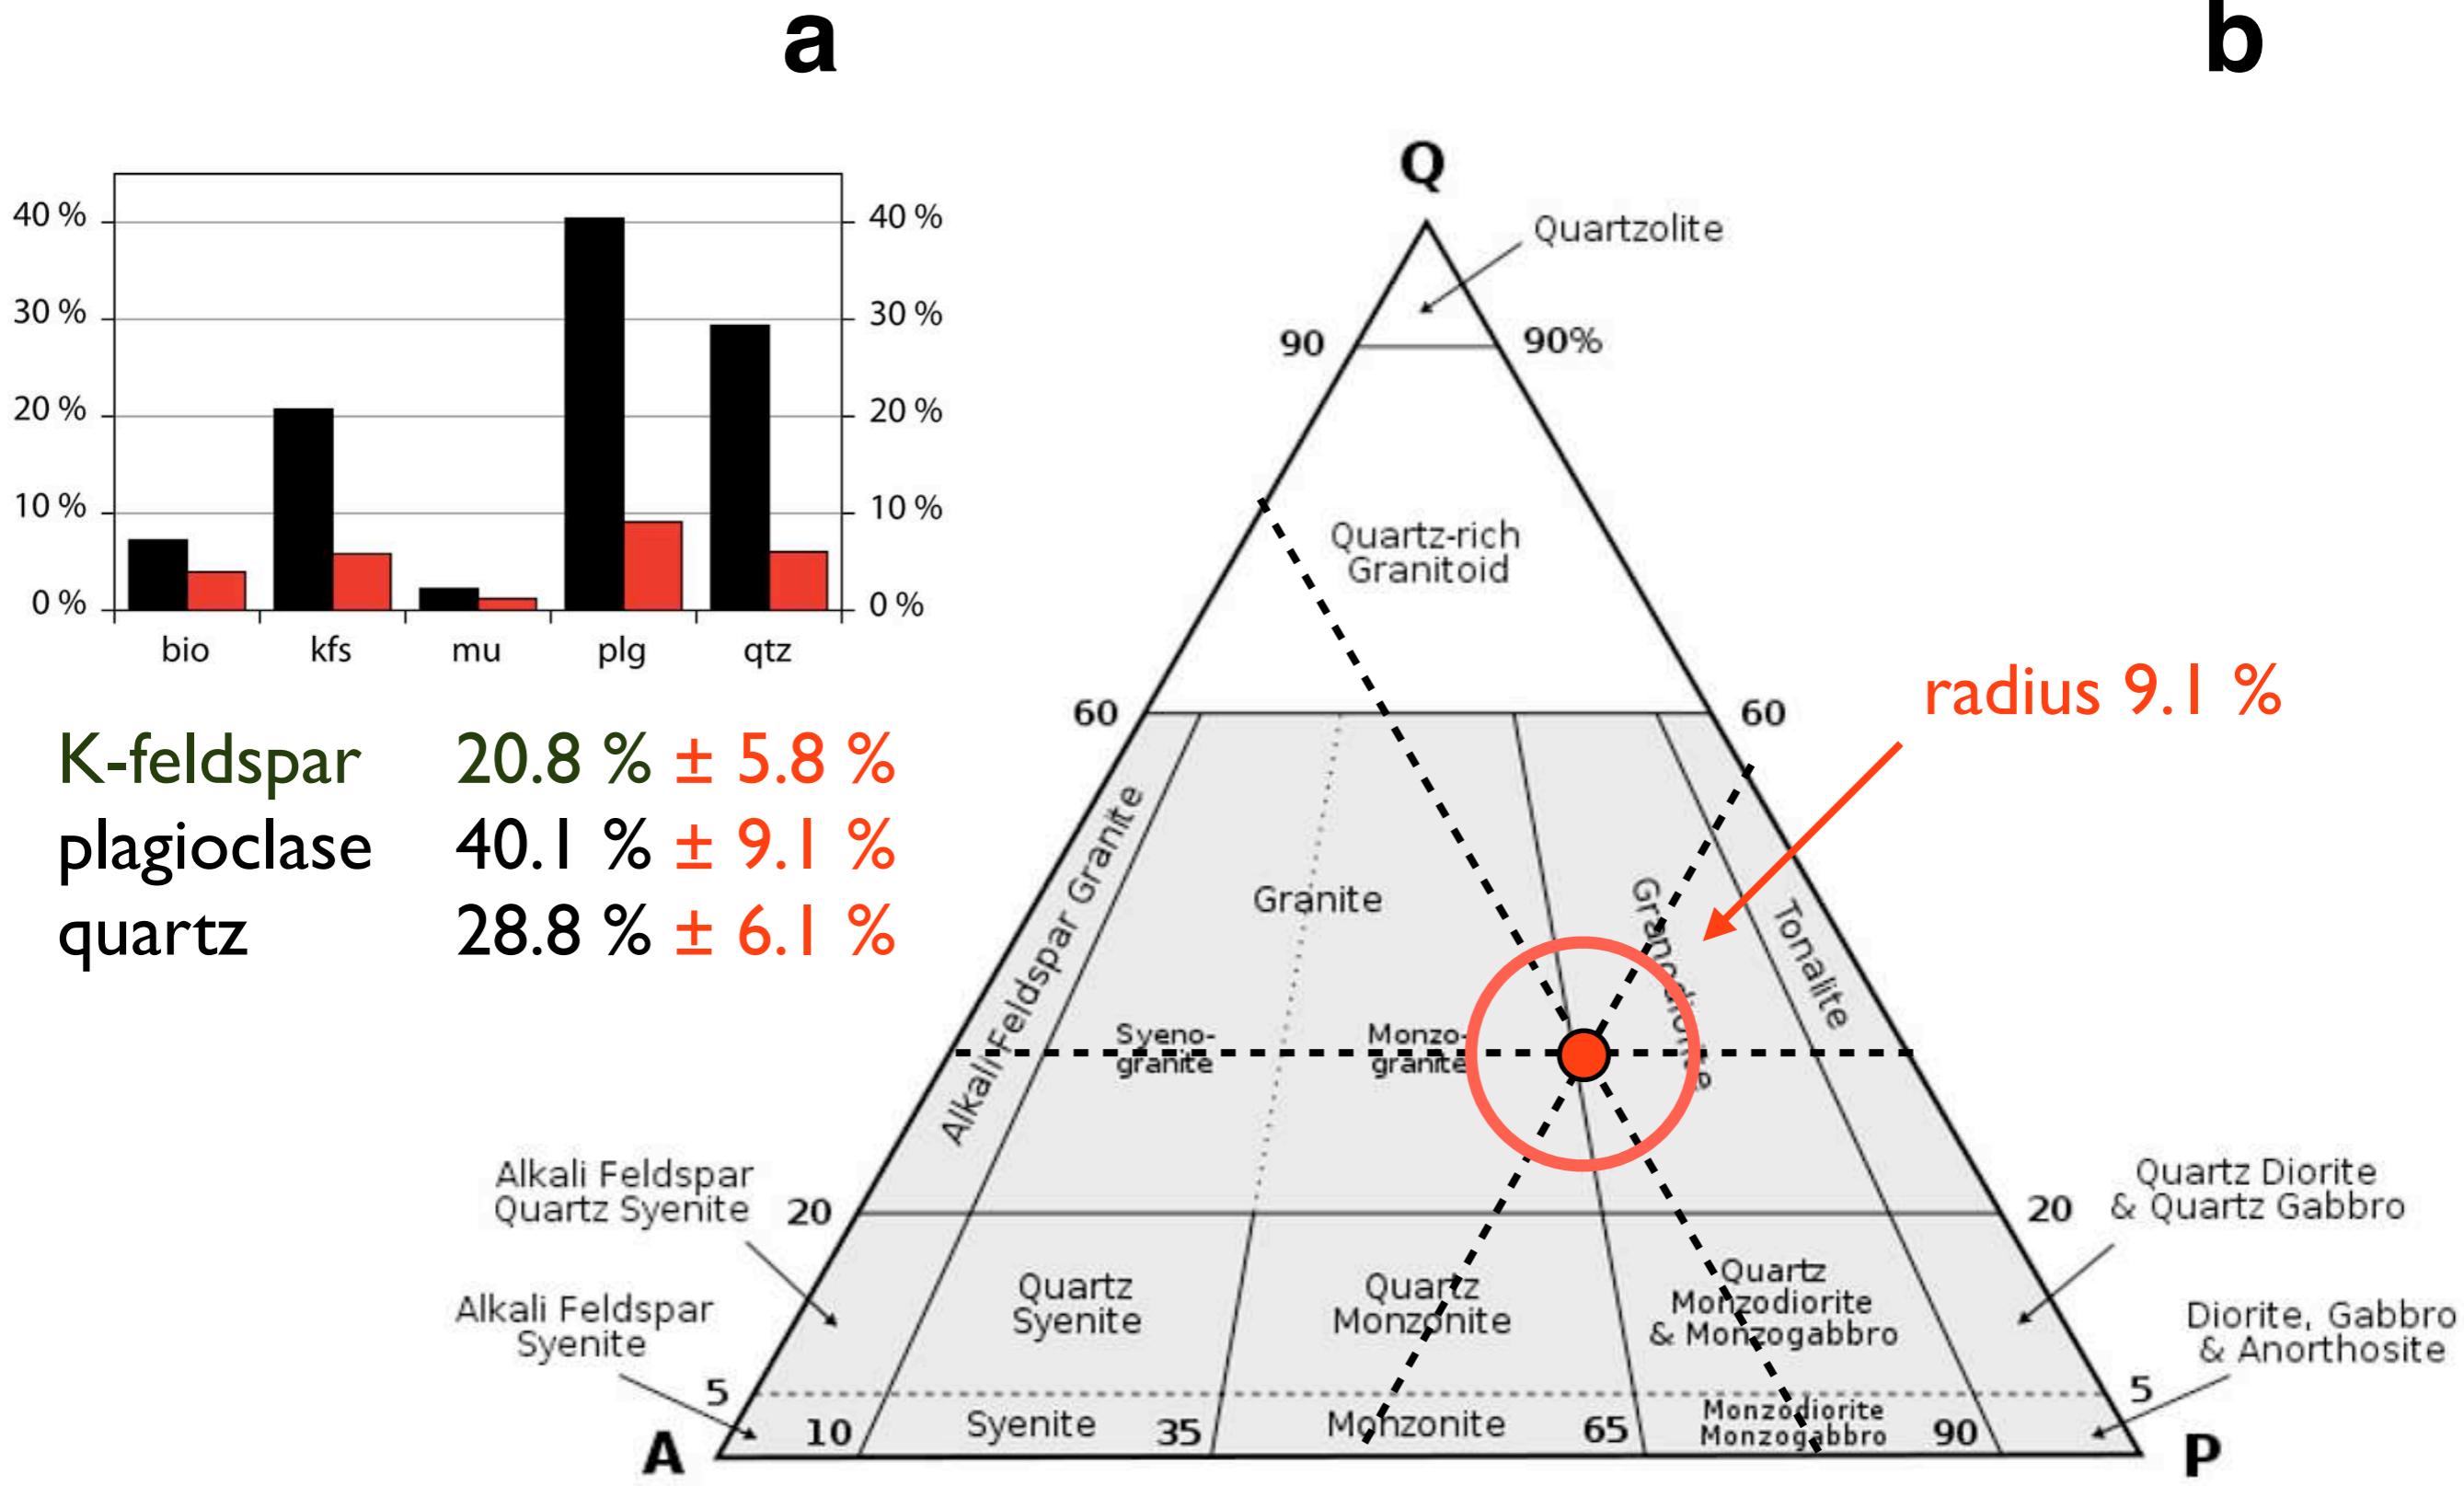 a
b
40 %
40 %
30 %
30 %
20 %
20 %
10 %
10 %
0 %
0 %
bio kfs mu plg qtz
K-feldspar 20.8 % ± 5.8 %
plagioclase 40.1 % ± 9.1 %
quartz 28.8 % ± 6.1 %
Q
Quartzolite
90
90%
Quartz-rich
Granitoid
60
60
radius 9.1 %
Alkali Feldspar Granite
Granite
Granodiorite
Tonalite
Syeno-
granite
Monzo-
granite
Alkali Feldspar
Quartz Syenite
20
20
Quartz Diorite
& Quartz Gabbro
Quartz
Syenite
Quartz
Monzonite
Quartz
Monzodiorite
& Monzogabbro
Alkali Feldspar
Syenite
Diorite, Gabbro
& Anorthosite
5
5
A
10
Syenite
35
Monzonite
65
Monzodiorite
Monzogabbro
90
P